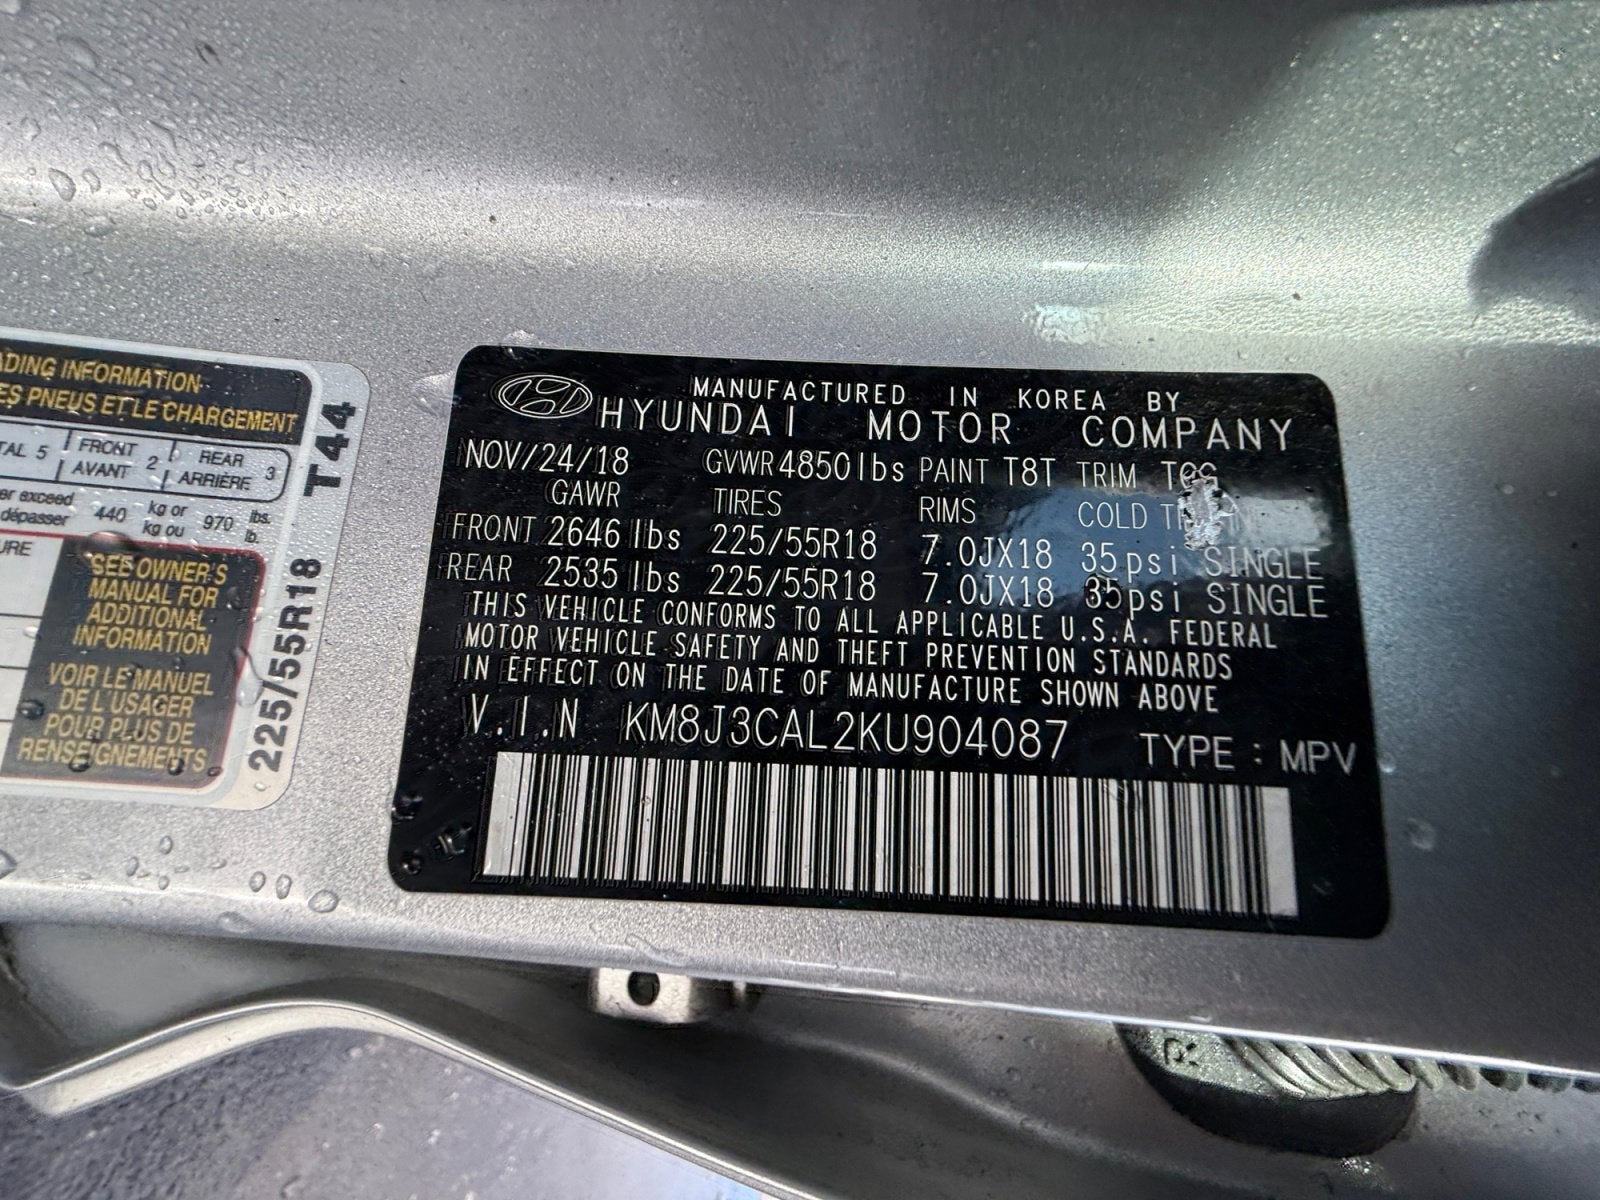 ADING INFORMATION
ES PNEUS ET LE CHARGEMENT
TAL 5 FRONT AVANT 2 REAR ARRIÈRE 3
er exceed
dépasser 440 kg or kg ou 970 lbs. lb.
URE
SEE OWNER'S
MANUAL FOR
ADDITIONAL
INFORMATION
VOIR LE MANUEL
DE L'USAGER
POUR PLUS DE
RENSEIGNEMENTS
225/55R18 T44
MANUFACTURED IN KOREA BY
HYUNDAI MOTOR COMPANY
NOV/24/18 GVWR 4850lbs PAINT T8T TRIM
GAWR TIRES RIMS COLD
FRONT 2646 lbs 225/55R18 7.0JX18 35psi SINGLE
REAR 2535 lbs 225/55R18 7.0JX18 35psi SINGLE
THIS VEHICLE CONFORMS TO ALL APPLICABLE U.S.A. FEDERAL
MOTOR VEHICLE SAFETY AND THEFT PREVENTION STANDARDS
IN EFFECT ON THE DATE OF MANUFACTURE SHOWN ABOVE
V.I.N KM8J3CAL2KU904087 TYPE : MPV
R